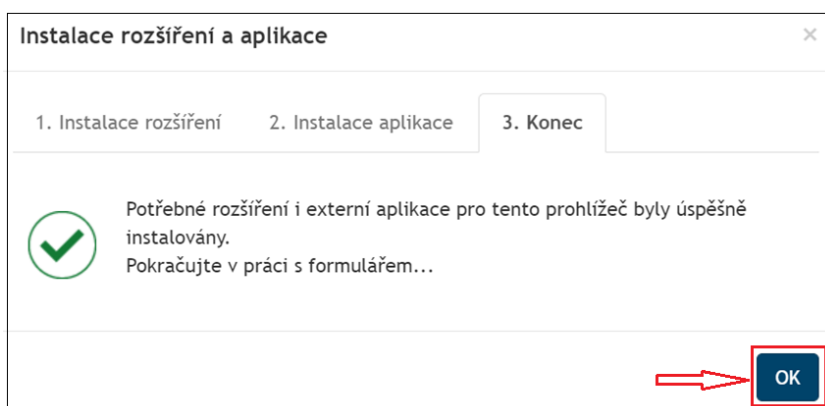 Instalace rozšíření a aplikace
×
1. Instalace rozšíření 2. Instalace aplikace 3. Konec
Potřebné rozšíření i externí aplikace pro tento prohlížeč byly úspěšně
instalovány.
Pokračujte v práci s formulářem...
OK